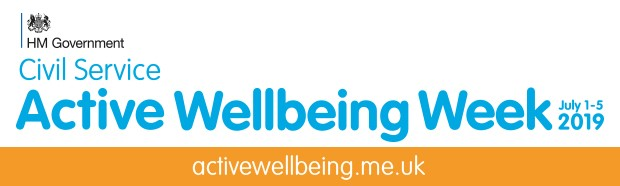 HM Government
Civil Service
Active Wellbeing Week July 1-5
2019
activewellbeing.me.uk